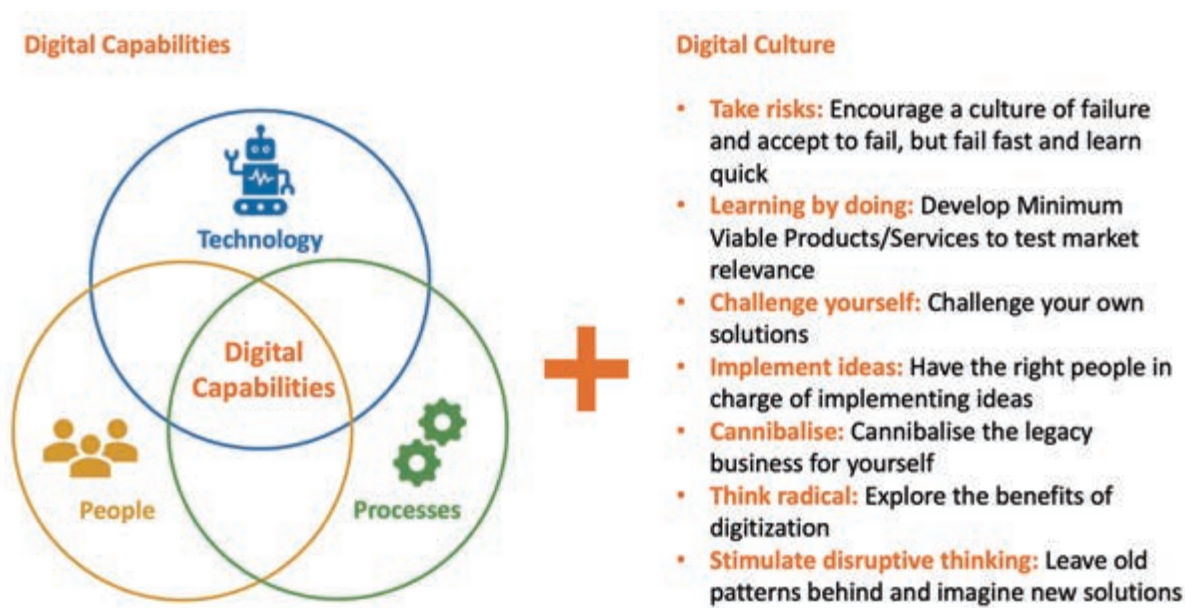 Digital Capabilities
Technology
Digital
Capabilities
People
Processes
Digital Culture
• Take risks: Encourage a culture of failure
and accept to fail, but fail fast and learn
quick
• Learning by doing: Develop Minimum
Viable Products/Services to test market
relevance
• Challenge yourself: Challenge your own
solutions
• Implement ideas: Have the right people in
charge of implementing ideas
• Cannibalise: Cannibalise the legacy
business for yourself
• Think radical: Explore the benefits of
digitization
• Stimulate disruptive thinking: Leave old
patterns behind and imagine new solutions